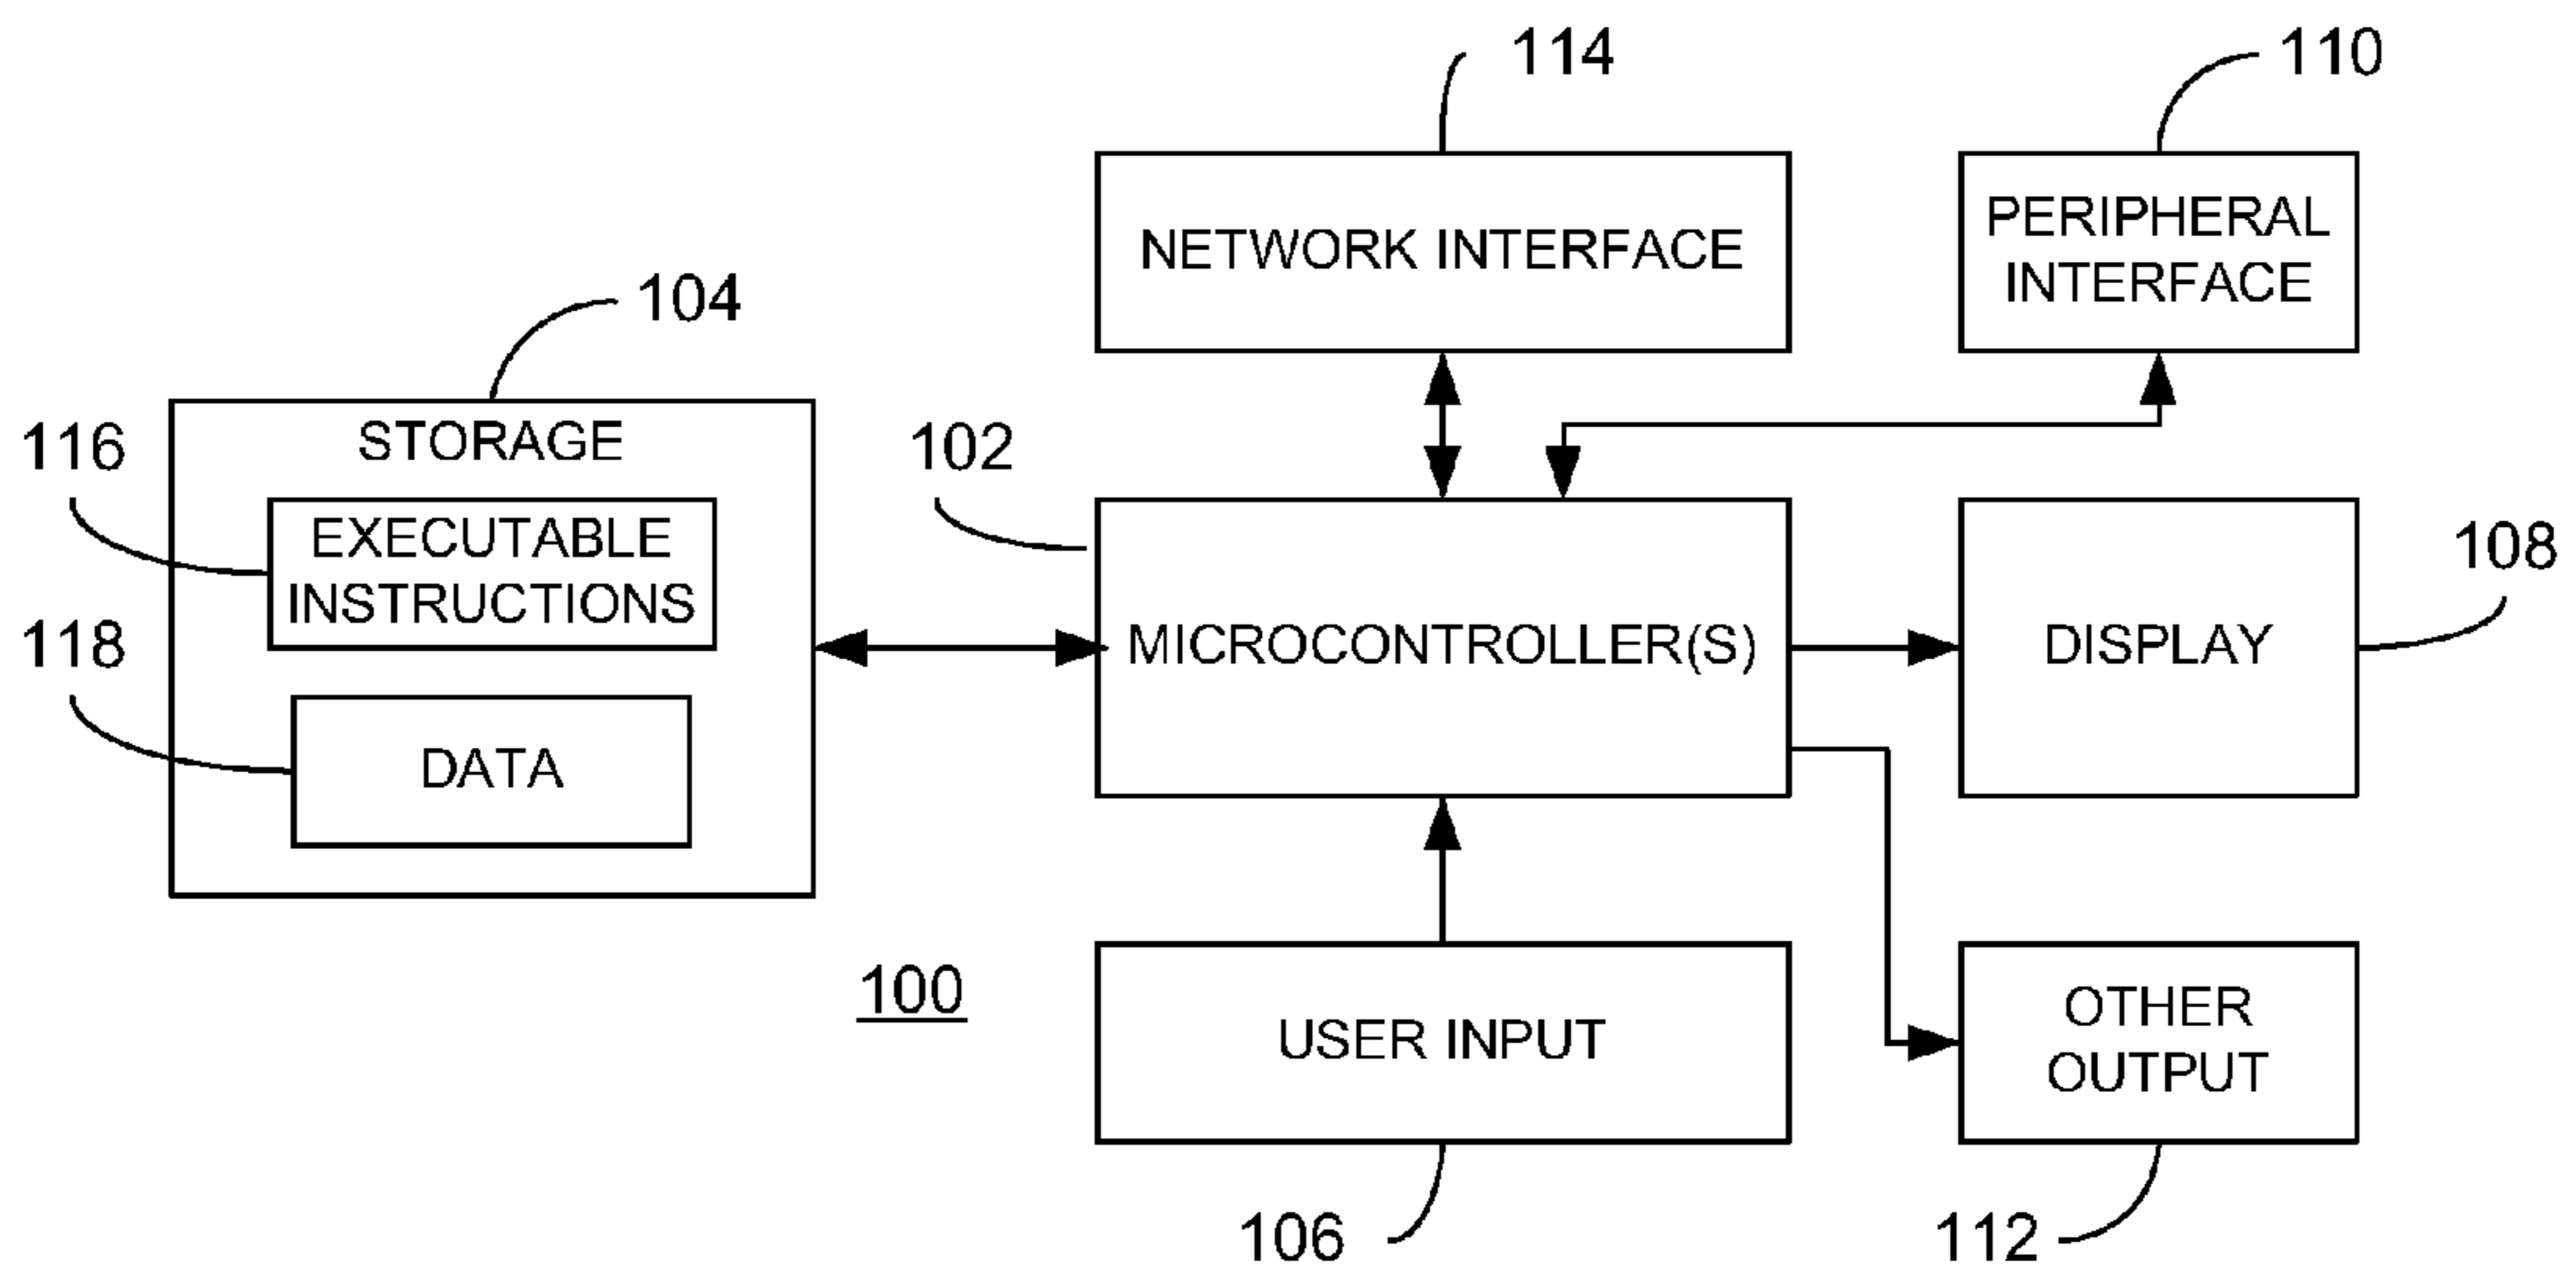 114
110
NETWORK INTERFACE
PERIPHERAL
INTERFACE
104
STORAGE
116
EXECUTABLE
INSTRUCTIONS
118
DATA
102
MICROCONTROLLER(S)
DISPLAY
108
100
USER INPUT
OTHER
OUTPUT
106
112